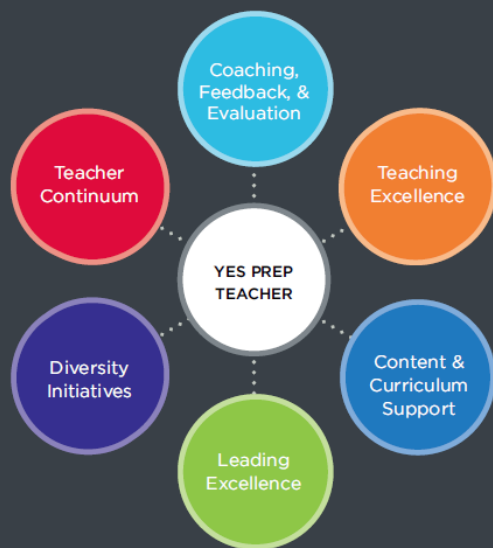 Coaching,
Feedback, &
Evaluation
Teacher
Continuum
Teaching
Excellence
YES PREP
TEACHER
Diversity
Initiatives
Content &
Curriculum
Support
Leading
Excellence